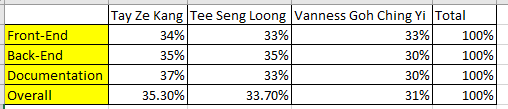 Tay Ze Kang Tee Seng Loong Vanness Goh Ching Yi Total
Front-End 34% 33% 33% 100%
Back-End 35% 35% 30% 100%
Documentation 37% 33% 30% 100%
Overall 35.30% 33.70% 31% 100%